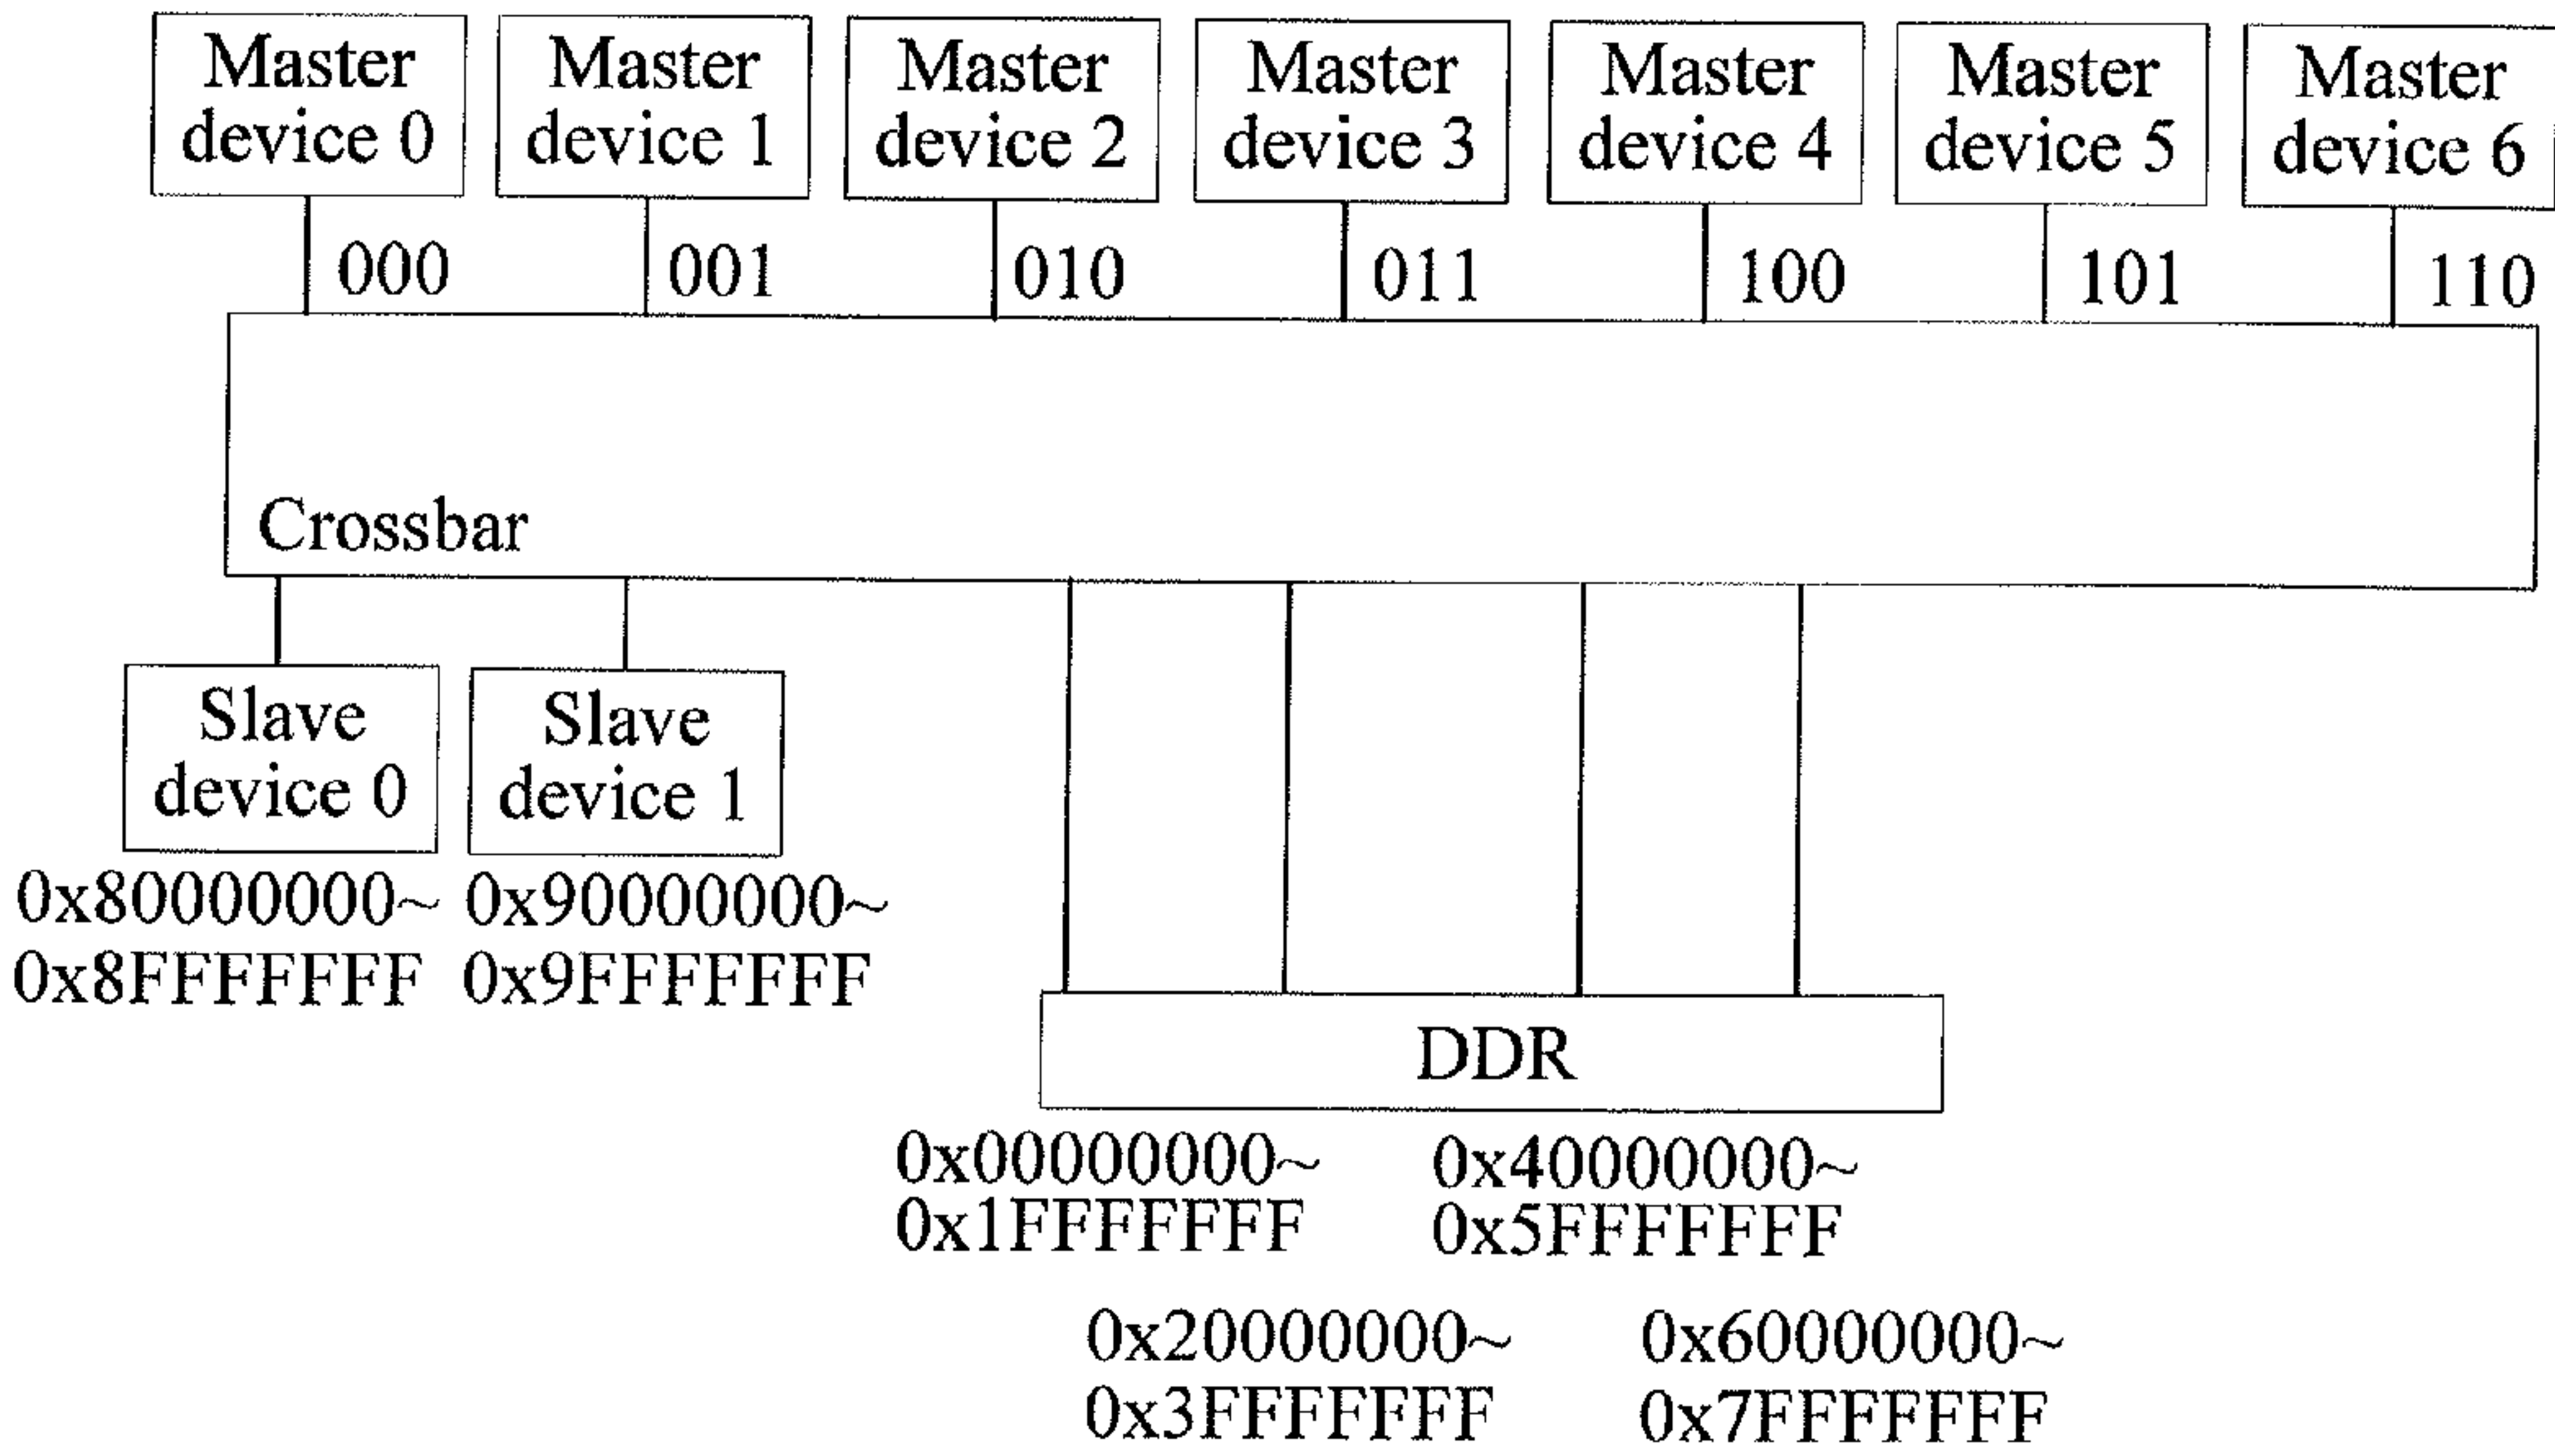 Master
device 0
Master
device 1
Master
device 2
Master
device 3
Master
device 4
Master
device 5
Master
device 6
000
001
010
011
100
101
110
Crossbar
Slave
device 0
Slave
device 1
0x80000000~
0x8FFFFFFF
0x90000000~
0x9FFFFFFF
DDR
0x00000000~
0x1FFFFFFF
0x40000000~
0x5FFFFFFF
0x20000000~
0x3FFFFFFF
0x60000000~
0x7FFFFFFF